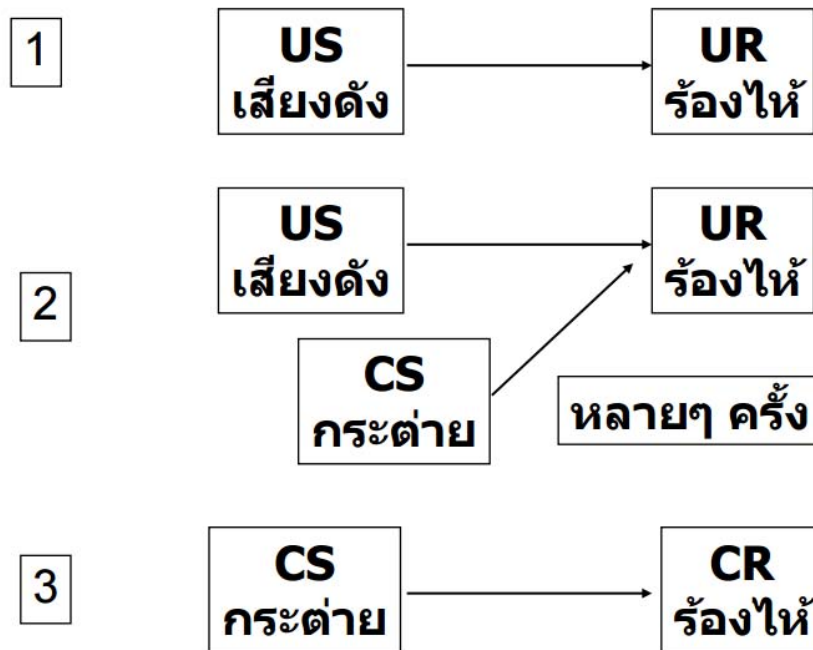 1
US
เสียงดัง
UR
ร้องไห้
2
US
เสียงดัง
UR
ร้องไห้
CS
กระต่าย
หลายๆ ครั้ง
3
CS
กระต่าย
CR
ร้องไห้